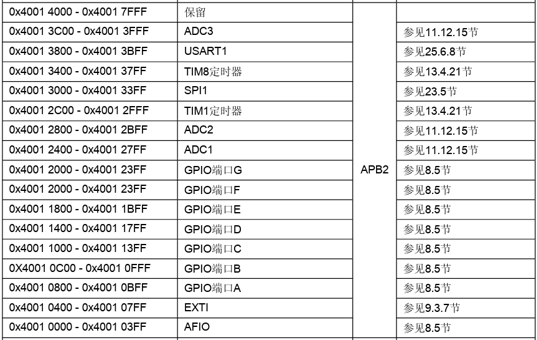 0x4001 4000 - 0x4001 7FFF 保留
0x4001 3C00 - 0x4001 3FFF ADC3 参见11.12.15节
0x4001 3800 - 0x4001 3BFF USART1 参见25.6.8节
0x4001 3400 - 0x4001 37FF TIM8定时器 参见13.4.21节
0x4001 3000 - 0x4001 33FF SPI1 参见23.5节
0x4001 2C00 - 0x4001 2FFF TIM1定时器 参见13.4.21节
0x4001 2800 - 0x4001 2BFF ADC2 参见11.12.15节
0x4001 2400 - 0x4001 27FF ADC1 参见11.12.15节
0x4001 2000 - 0x4001 23FF GPIO端口G APB2 参见8.5节
0x4001 2000 - 0x4001 23FF GPIO端口F 参见8.5节
0x4001 1800 - 0x4001 1BFF GPIO端口E 参见8.5节
0x4001 1400 - 0x4001 17FF GPIO端口D 参见8.5节
0x4001 1000 - 0x4001 13FF GPIO端口C 参见8.5节
0X4001 0C00 - 0x4001 0FFF GPIO端口B 参见8.5节
0x4001 0800 - 0x4001 0BFF GPIO端口A 参见8.5节
0x4001 0400 - 0x4001 07FF EXTI 参见9.3.7节
0x4001 0000 - 0x4001 03FF AFIO 参见8.5节